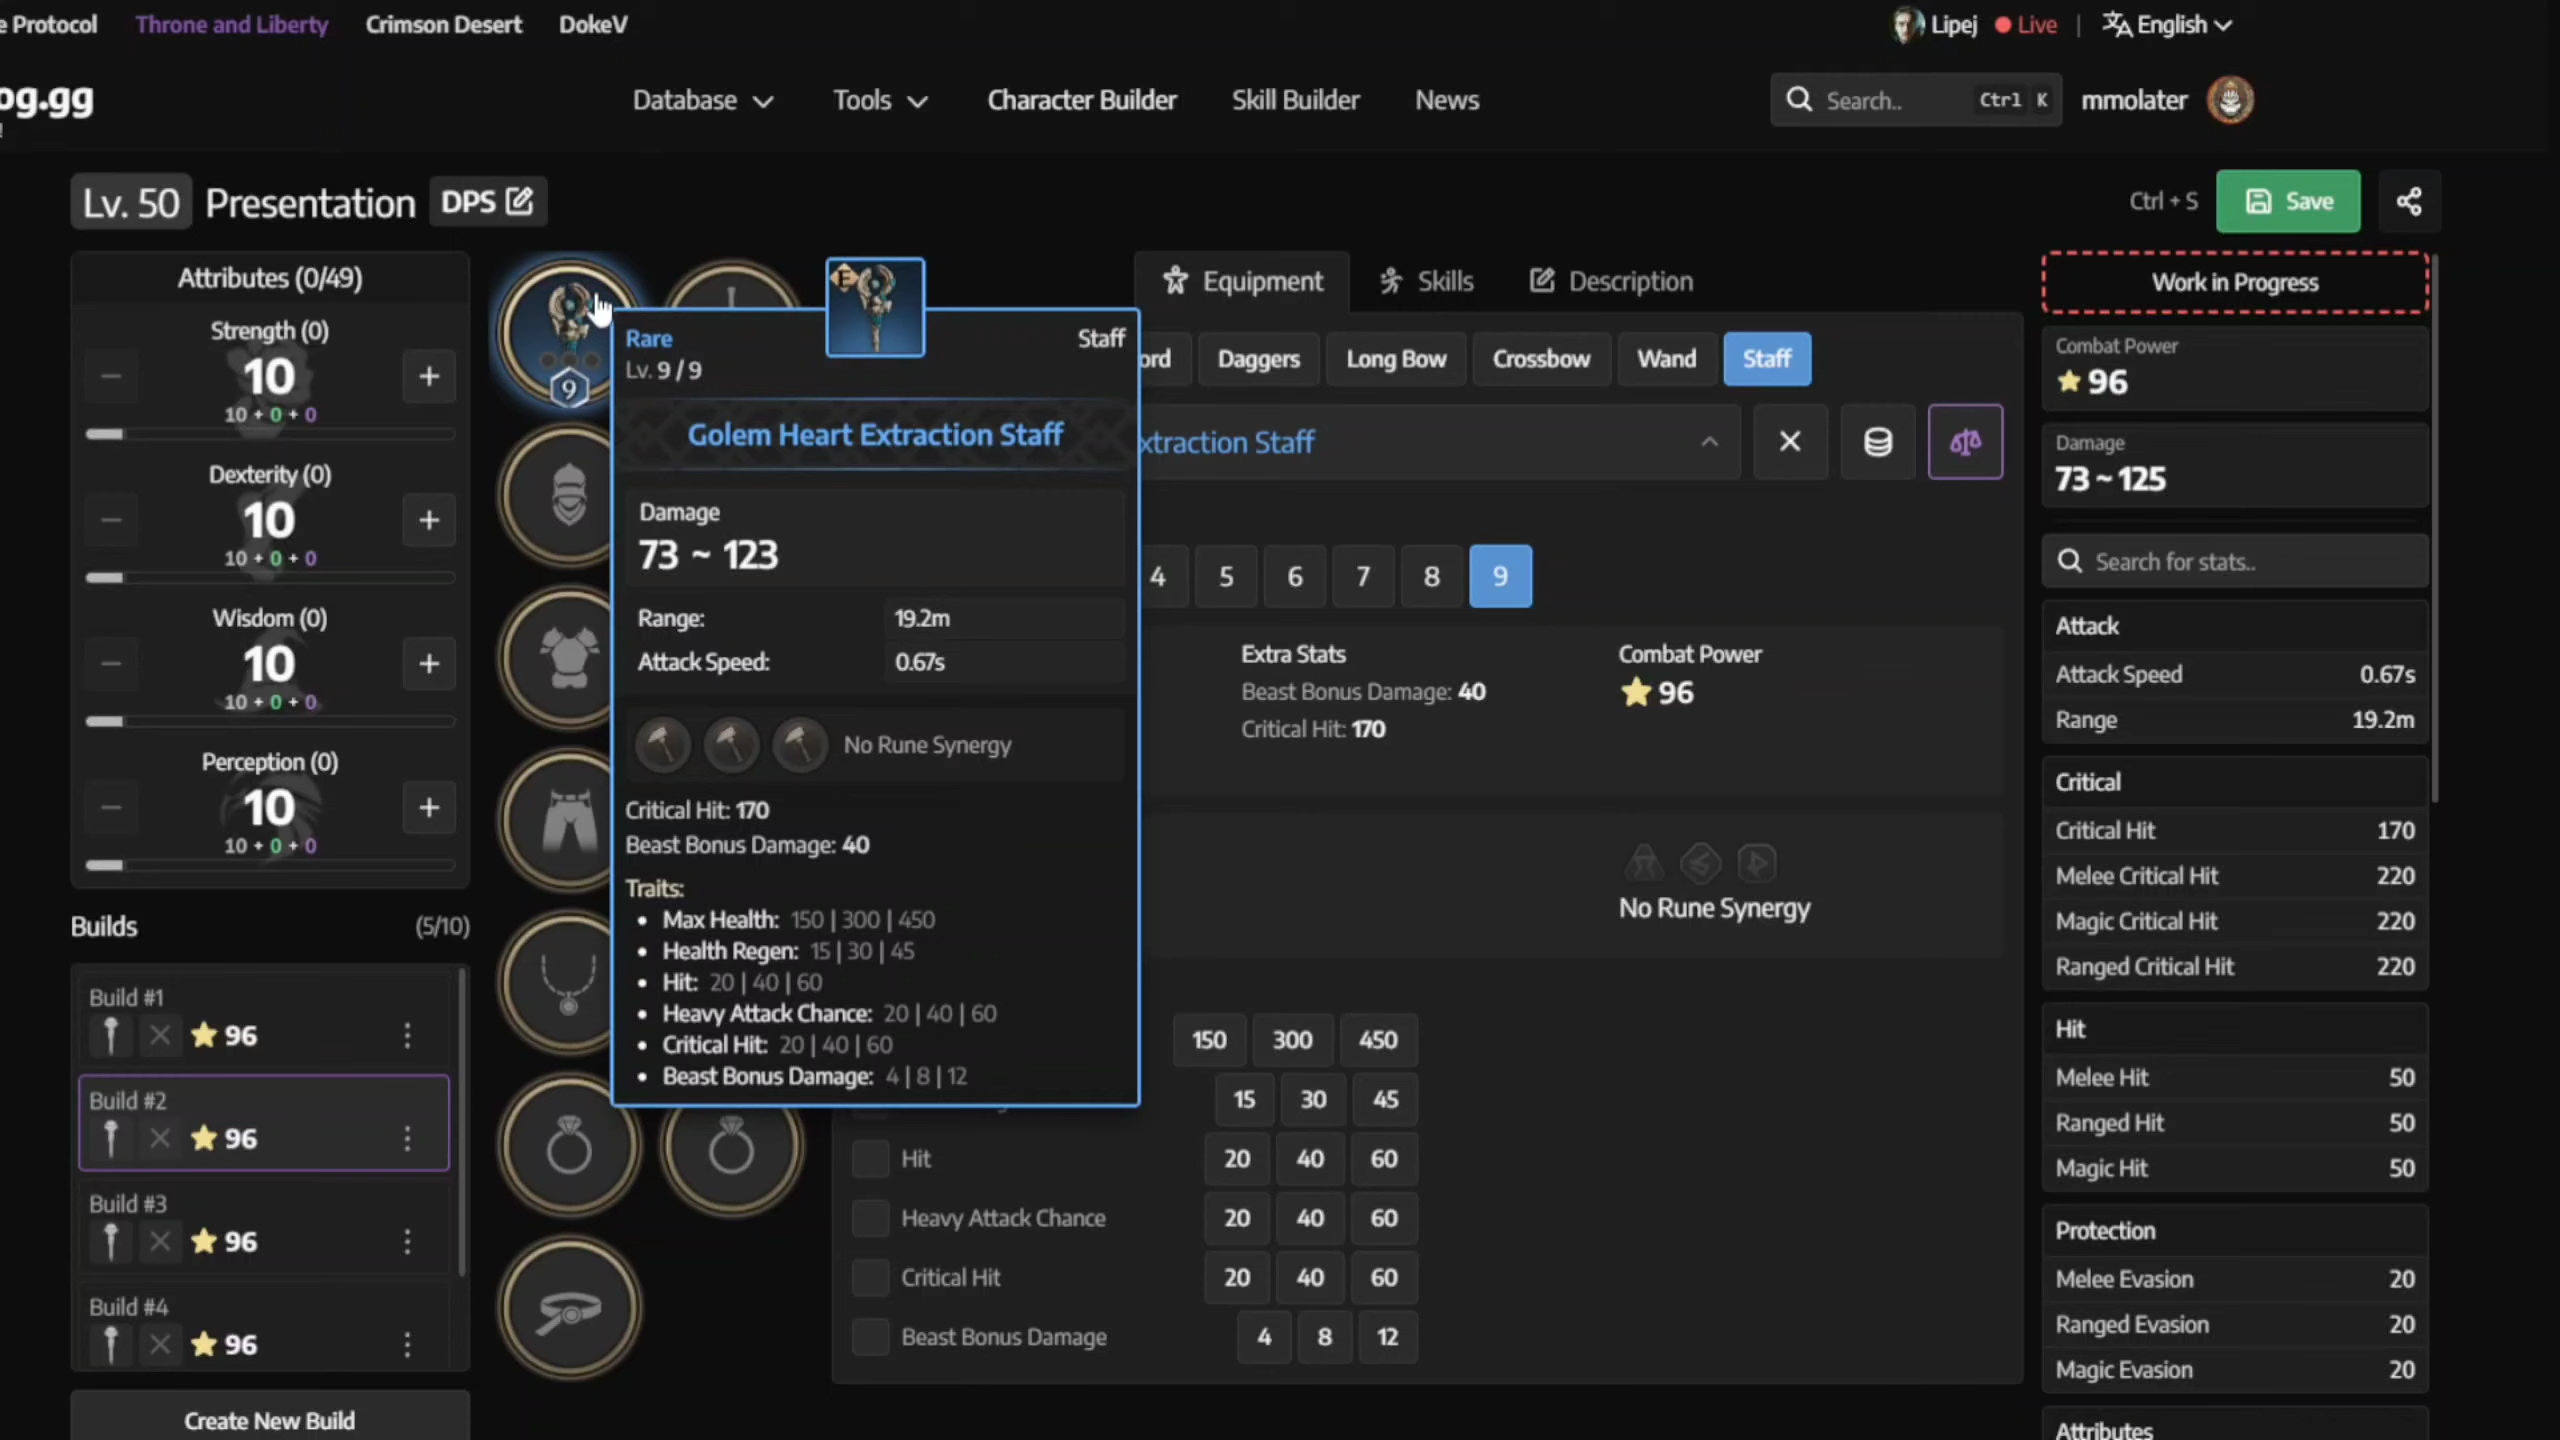 e Protocol
Throne and Liberty
Crimson Desert
DokeV
Lipej
Live
English
og.gg
Database
Tools
Character Builder
Skill Builder
News
Search..
Ctrl K
mmolater
Lv. 50
Presentation
DPS
Ctrl + S
Save
Attributes (0/49)
Strength (0)
10
10 + 0 + 0
Dexterity (0)
10
10 + 0 + 0
Wisdom (0)
10
10 + 0 + 0
Perception (0)
10
10 + 0 + 0
Builds
(5/10)
Build #1
96
Build #2
96
Build #3
96
Build #4
96
Create New Build
9
E
Rare
Staff
Lv. 9 / 9
Golem Heart Extraction Staff
Damage
73 ~ 123
Range: 19.2m
Attack Speed: 0.67s
No Rune Synergy
Critical Hit: 170
Beast Bonus Damage: 40
Traits:
• Max Health: 150 | 300 | 450
• Health Regen: 15 | 30 | 45
• Hit: 20 | 40 | 60
• Heavy Attack Chance: 20 | 40 | 60
• Critical Hit: 20 | 40 | 60
• Beast Bonus Damage: 4 | 8 | 12
Equipment
Skills
Description
ord
Daggers
Long Bow
Crossbow
Wand
Staff
xtraction Staff
4 5 6 7 8 9
Extra Stats
Beast Bonus Damage: 40
Critical Hit: 170
Combat Power
96
No Rune Synergy
150 300 450
15 30 45
Hit 20 40 60
Heavy Attack Chance 20 40 60
Critical Hit 20 40 60
Beast Bonus Damage 4 8 12
Work in Progress
Combat Power
96
Damage
73 ~ 125
Search for stats..
Attack
Attack Speed 0.67s
Range 19.2m
Critical
Critical Hit 170
Melee Critical Hit 220
Magic Critical Hit 220
Ranged Critical Hit 220
Hit
Melee Hit 50
Ranged Hit 50
Magic Hit 50
Protection
Melee Evasion 20
Ranged Evasion 20
Magic Evasion 20
Attributes